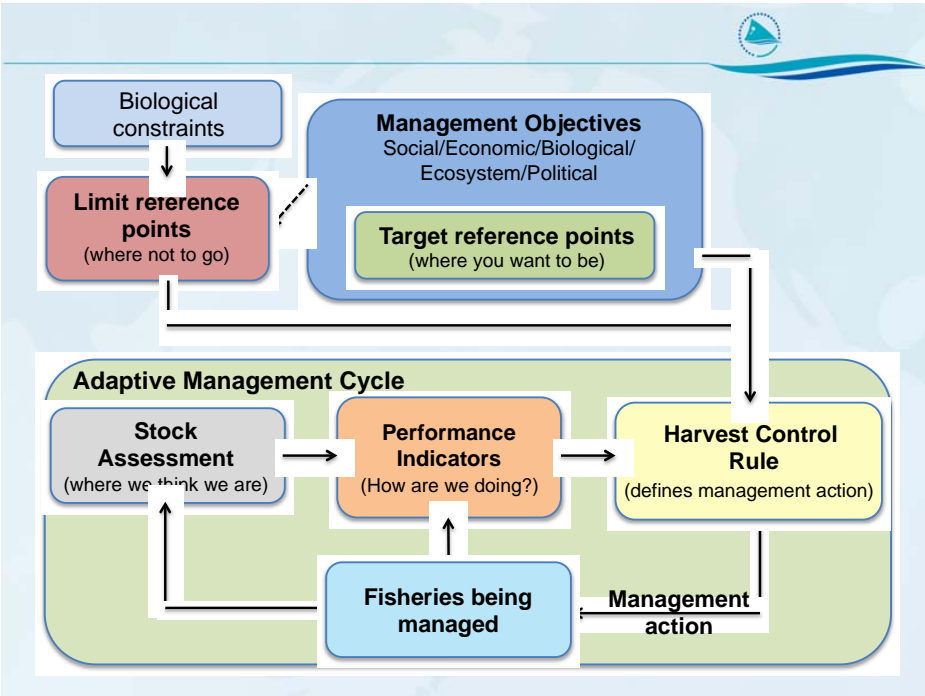 Biological
constraints
Management Objectives
Social/Economic/Biological/
Ecosystem/Political
Limit reference
points
(where not to go)
Target reference points
(where you want to be)
Adaptive Management Cycle
Stock
Assessment
(where we think we are)
Performance
Indicators
(How are we doing?)
Harvest Control
Rule
(defines management action)
Fisheries being
managed
Management
action